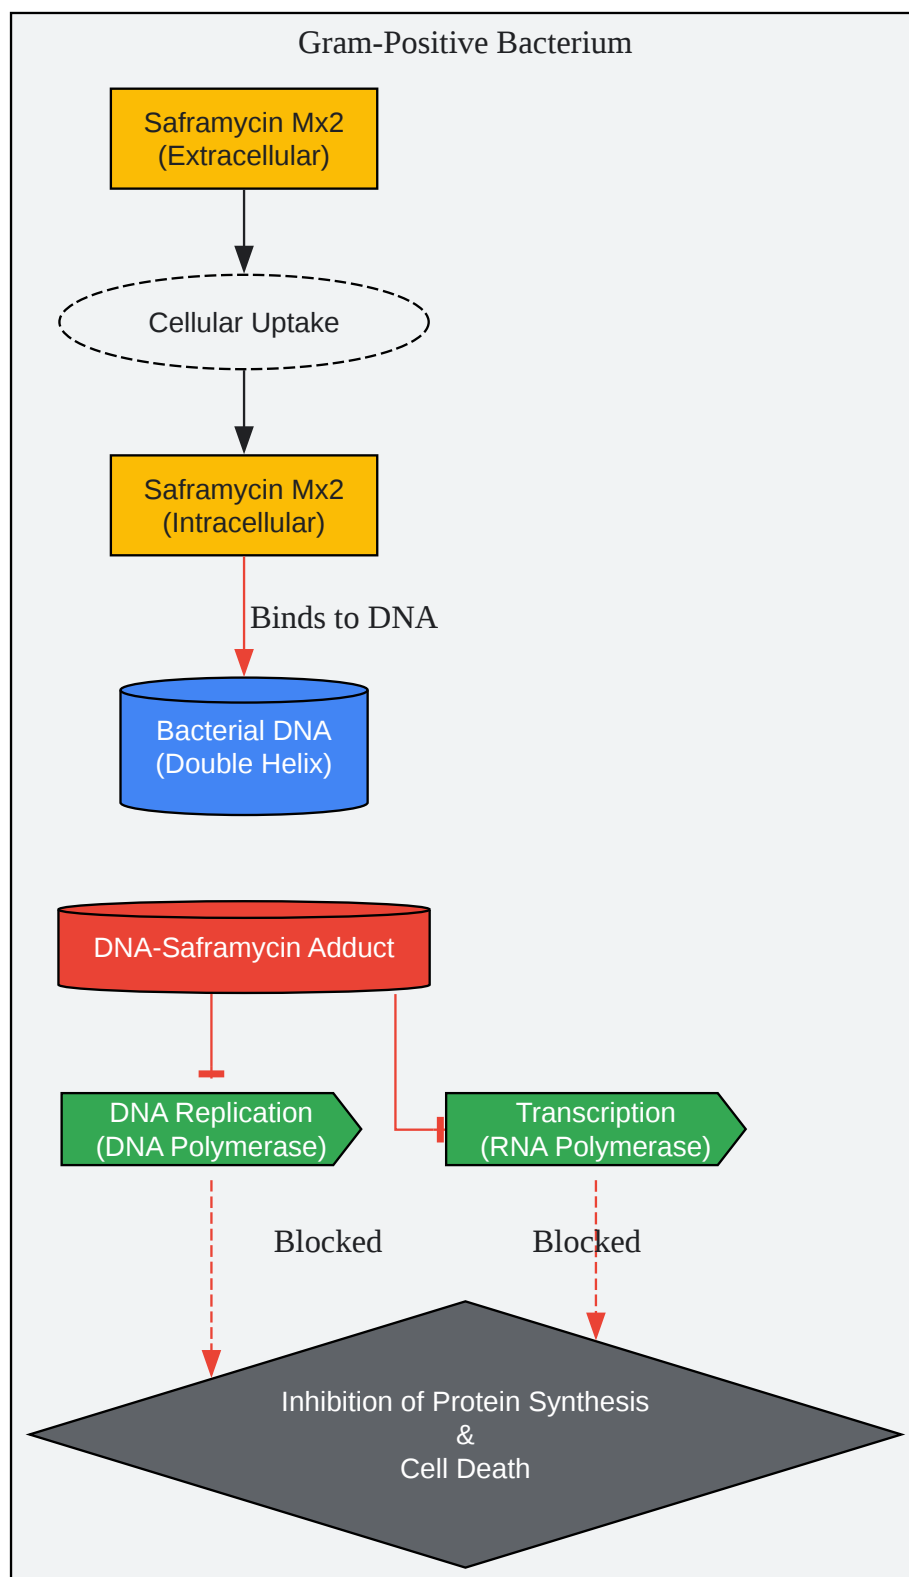 Gram-Positive Bacterium
Saframycin Mx2
(Extracellular)
Cellular Uptake
Saframycin Mx2
(Intracellular)
Binds to DNA
Bacterial DNA
(Double Helix)
DNA-Saframycin Adduct
DNA Replication
(DNA Polymerase)
Transcription
(RNA Polymerase)
Blocked
Blocked
Inhibition of Protein Synthesis
&
Cell Death